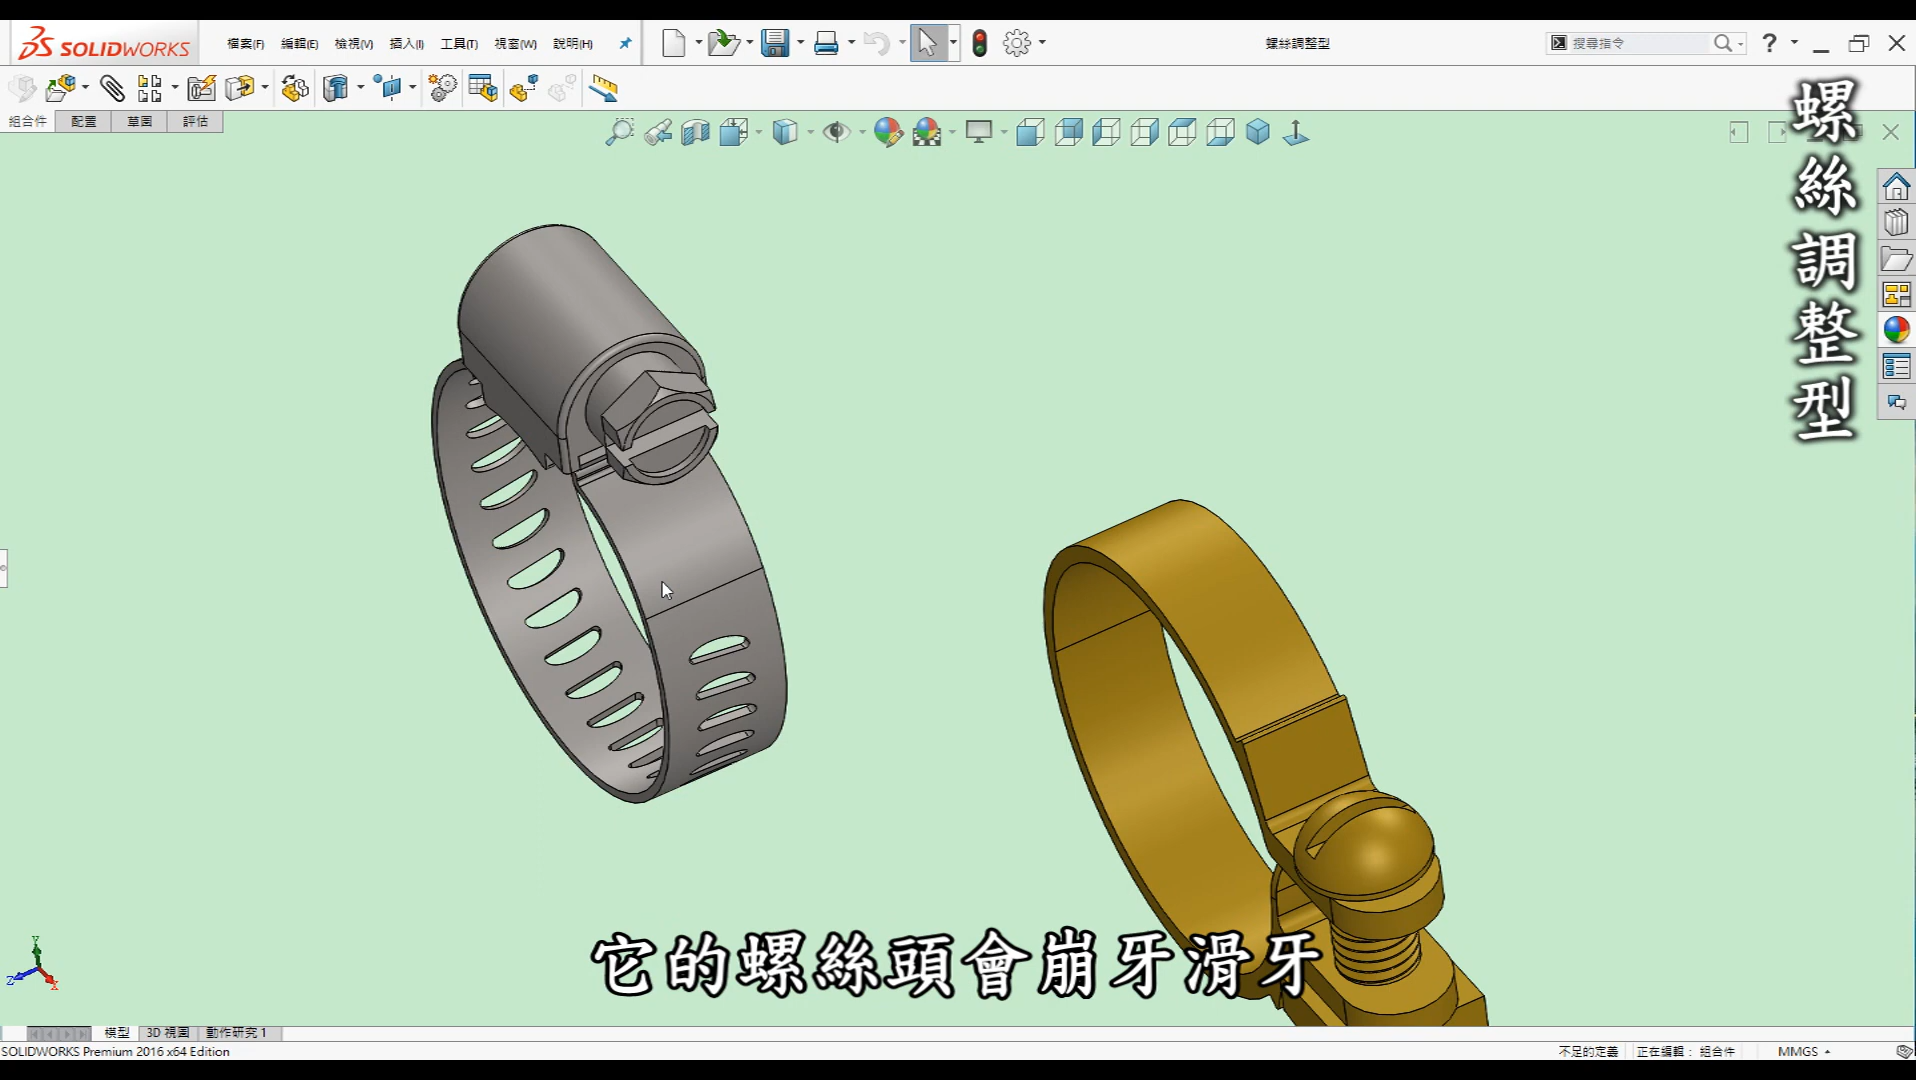 SOLIDWORKS 檔案(F) 編輯(E) 檢視(V) 插入(I) 工具(T) 視窗(W) 說明(H) 螺絲調整型 搜尋指令 ?
組合件 配置 草圖 評估
螺絲調整型
它的螺絲頭會崩牙滑牙
Y
Z
X
模型 3D 視圖 動作研究 1
SOLIDWORKS Premium 2016 x64 Edition 不足的定義 正在編輯： 組合件 MMGS